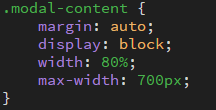 .modal-content {
  margin: auto;
  display: block;
  width: 80%;
  max-width: 700px;
}